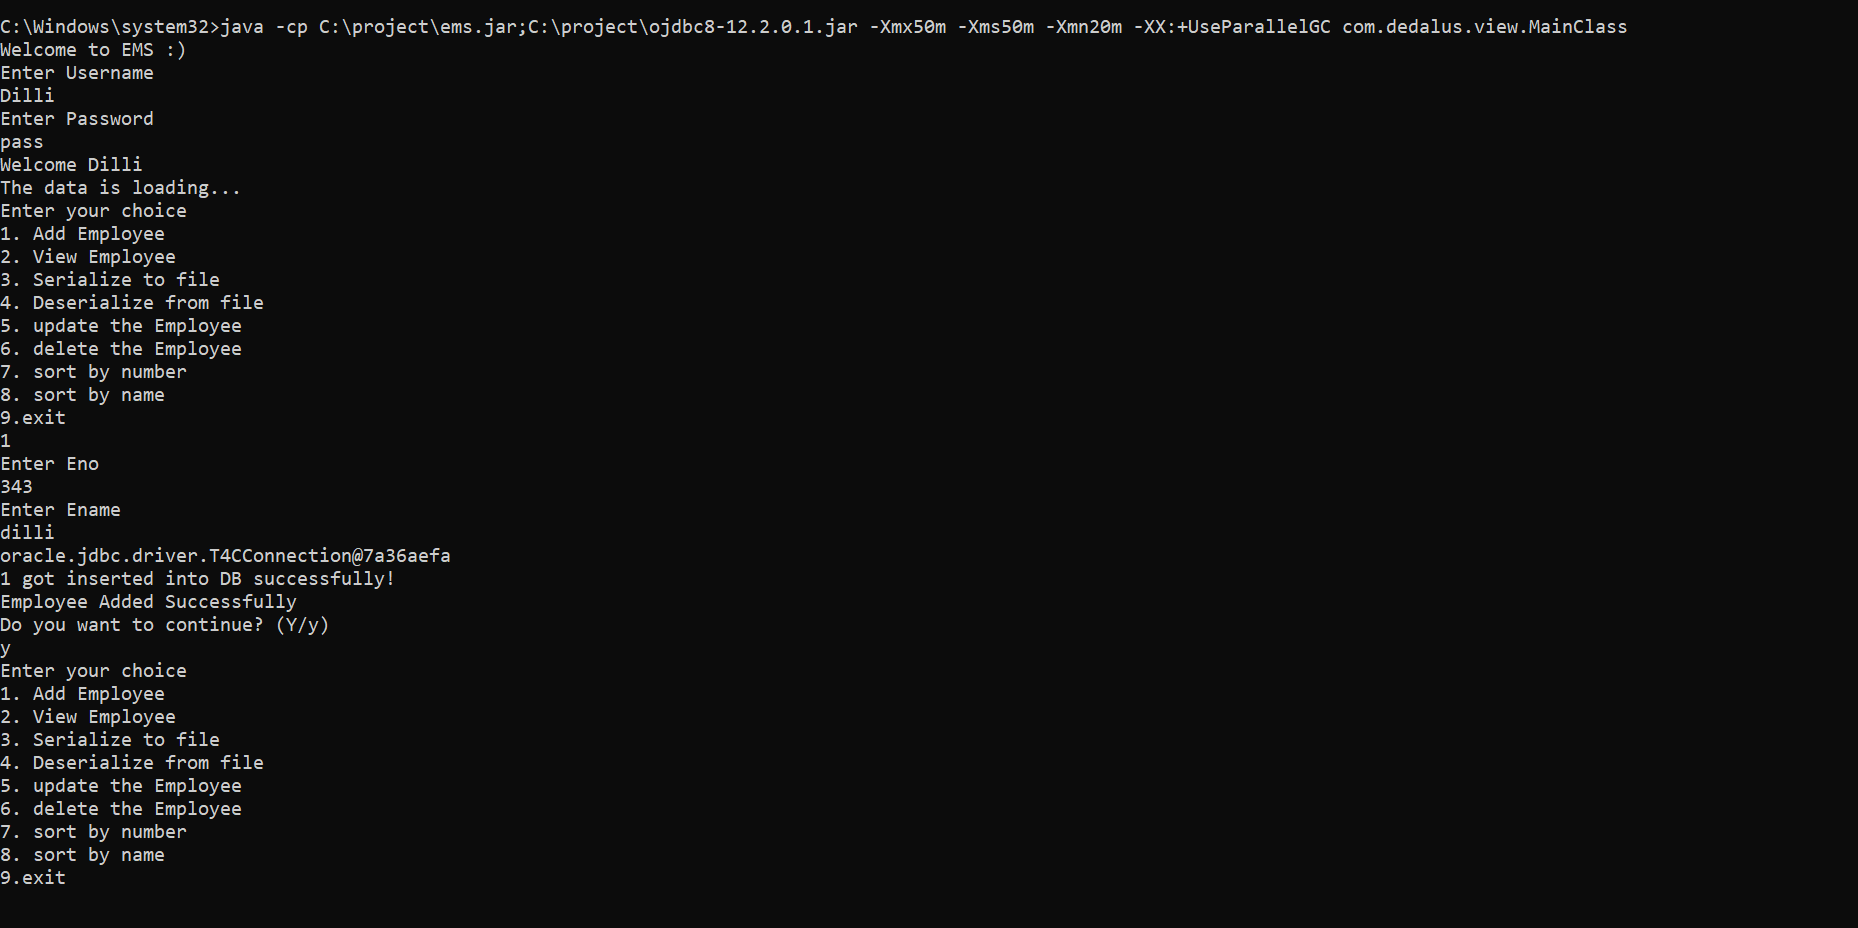 C:\Windows\system32>java -cp C:\project\ems.jar;C:\project\ojdbc8-12.2.0.1.jar -Xmx50m -Xms50m -Xmn20m -XX:+UseParallelGC com.dedalus.view.MainClass
Welcome to EMS :)
Enter Username
Dilli
Enter Password
pass
Welcome Dilli
The data is loading...
Enter your choice
1. Add Employee
2. View Employee
3. Serialize to file
4. Deserialize from file
5. update the Employee
6. delete the Employee
7. sort by number
8. sort by name
9.exit
1
Enter Eno
343
Enter Ename
dilli
oracle.jdbc.driver.T4CConnection@7a36aefa
1 got inserted into DB successfully!
Employee Added Successfully
Do you want to continue? (Y/y)
y
Enter your choice
1. Add Employee
2. View Employee
3. Serialize to file
4. Deserialize from file
5. update the Employee
6. delete the Employee
7. sort by number
8. sort by name
9.exit